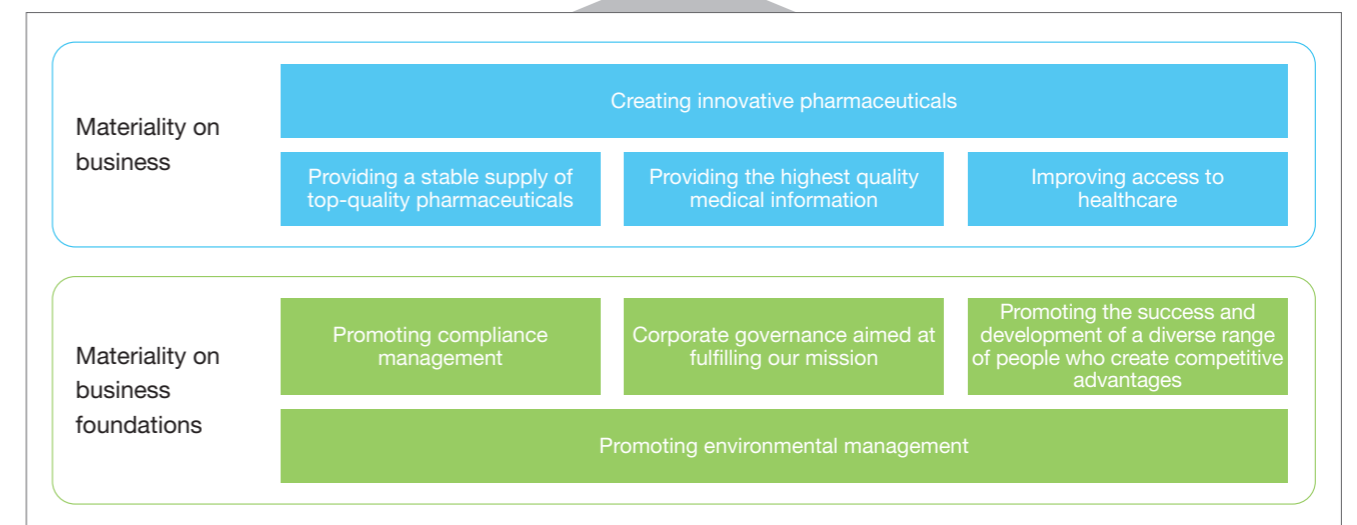 Materiality on
business
Creating innovative pharmaceuticals
Providing a stable supply of
top-quality pharmaceuticals
Providing the highest quality
medical information
Improving access to
healthcare
Materiality on
business
foundations
Promoting compliance
management
Corporate governance aimed at
fulfilling our mission
Promoting the success and
development of a diverse range
of people who create competitive
advantages
Promoting environmental management